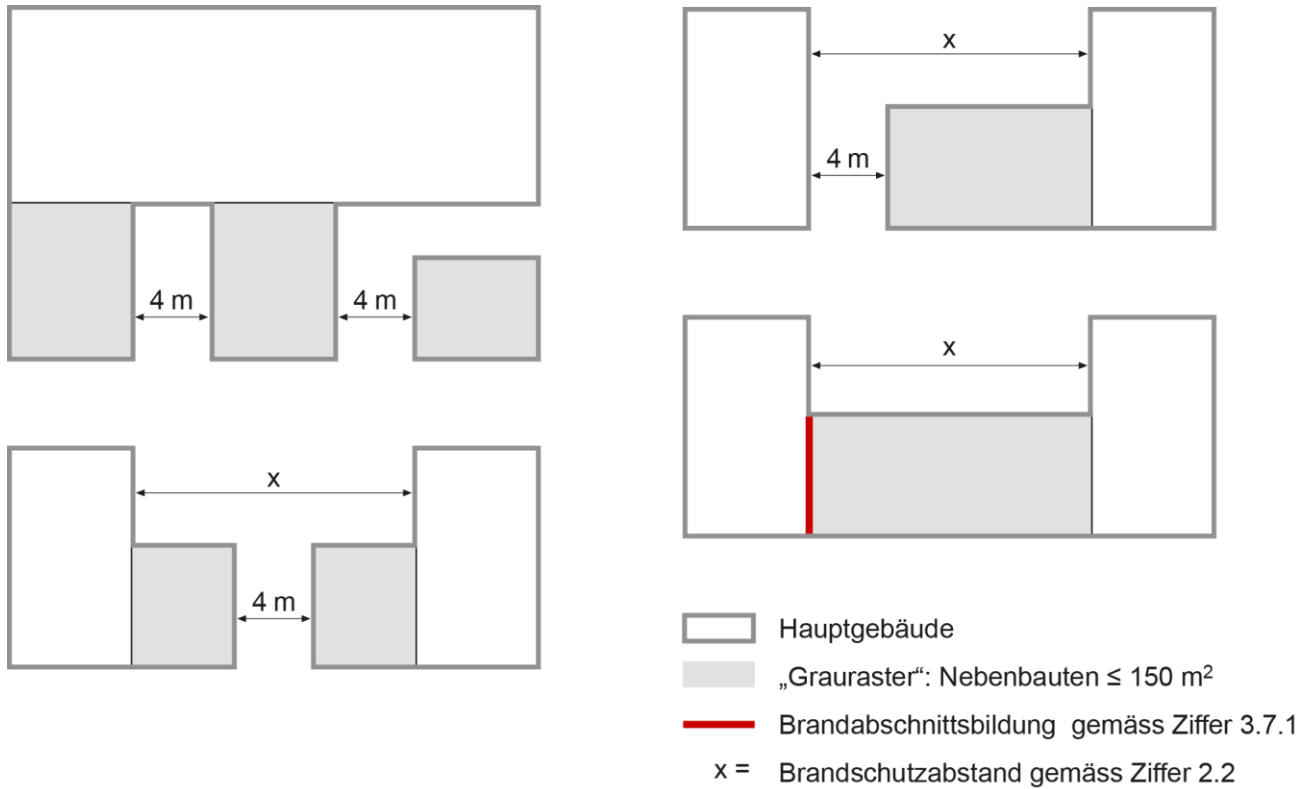 4 m
4 m
x
4 m
x
4 m
x
Hauptgebäude
„Grauraster“: Nebenbauten ≤ 150 m²
Brandabschnittsbildung gemäss Ziffer 3.7.1
x = Brandschutzabstand gemäss Ziffer 2.2